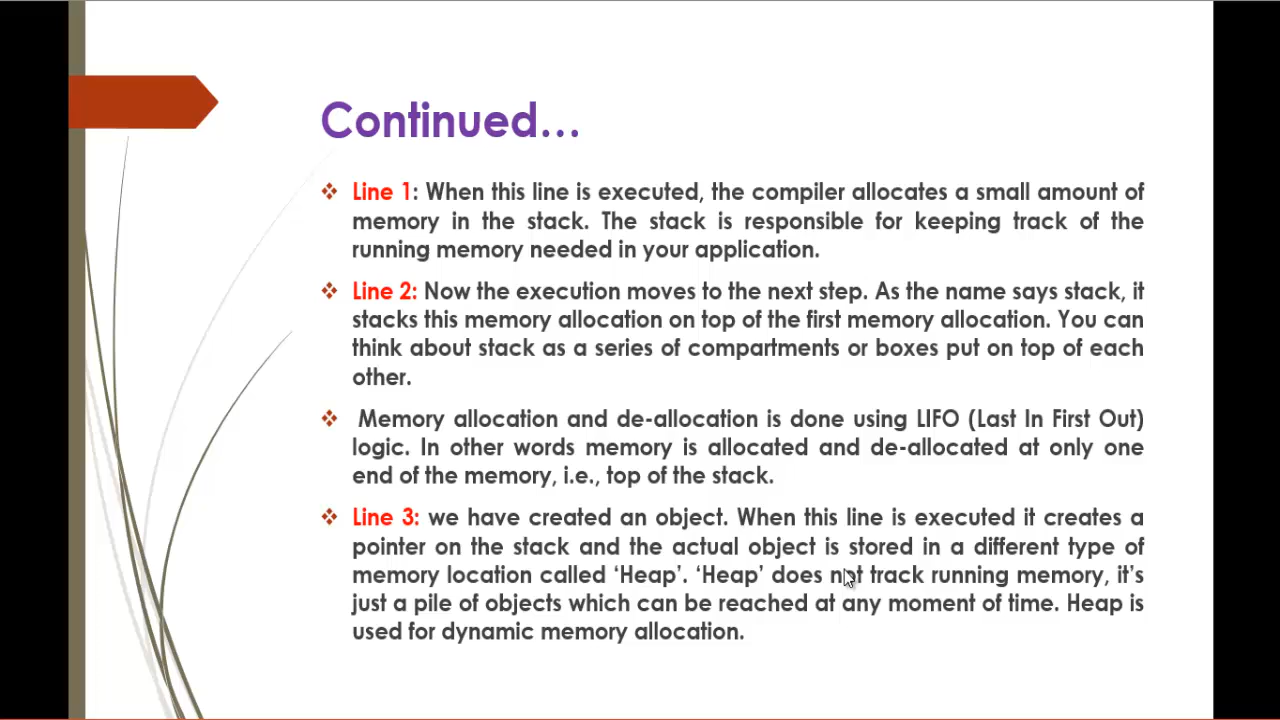 Continued...
Line 1: When this line is executed, the compiler allocates a small amount of
memory in the stack. The stack is responsible for keeping track of the
running memory needed in your application.
Line 2: Now the execution moves to the next step. As the name says stack, it
stacks this memory allocation on top of the first memory allocation. You can
think about stack as a series of compartments or boxes put on top of each
other.
Memory allocation and de-allocation is done using LIFO (Last In First Out)
logic. In other words memory is allocated and de-allocated at only one
end of the memory, i.e., top of the stack.
Line 3: we have created an object. When this line is executed it creates a
pointer on the stack and the actual object is stored in a different type of
memory location called ‘Heap’. ‘Heap’ does not track running memory, it’s
just a pile of objects which can be reached at any moment of time. Heap is
used for dynamic memory allocation.